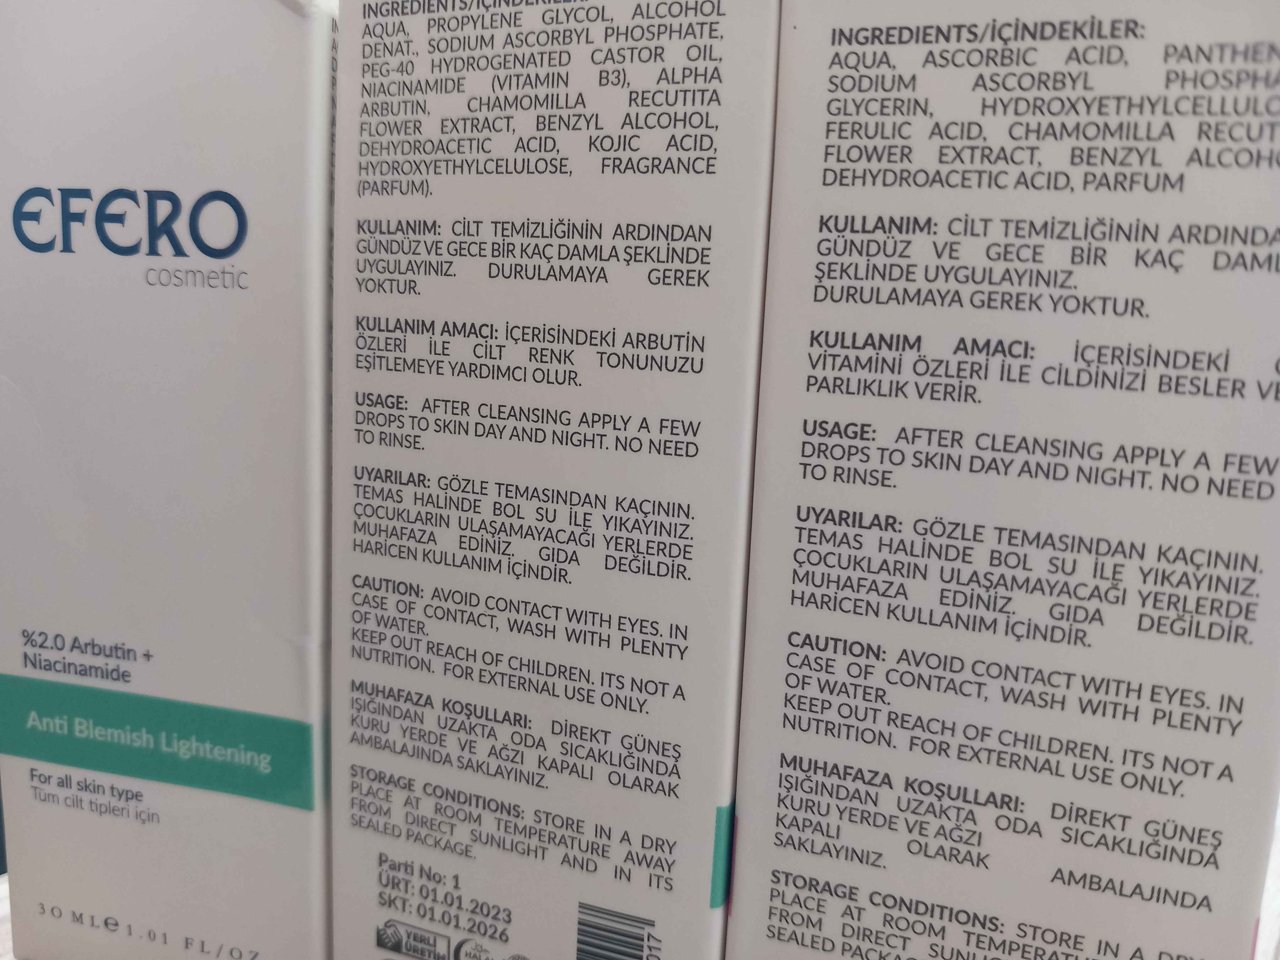 EFERO
cosmetic
%2.0 Arbutin +
Niacinamide
Anti Blemish Lightening
For all skin type
Tüm cilt tipleri için
30 ML℮1.01 FL/OZ
INGREDIENTS/İÇİNDEKİLER:
AQUA, PROPYLENE GLYCOL, ALCOHOL
DENAT., SODIUM ASCORBYL PHOSPHATE,
PEG-40 HYDROGENATED CASTOR OIL,
NIACINAMIDE (VITAMIN B3), ALPHA
ARBUTIN, CHAMOMILLA RECUTITA
FLOWER EXTRACT, BENZYL ALCOHOL,
DEHYDROACETIC ACID, KOJIC ACID,
HYDROXYETHYLCELULOSE, FRAGRANCE
(PARFUM).
KULLANIM: CİLT TEMİZLİĞİNİN ARDINDAN
GÜNDÜZ VE GECE BİR KAÇ DAMLA ŞEKLİNDE
UYGULAYINIZ. DURULAMAYA GEREK
YOKTUR.
KULLANIM AMACI: İÇERİSİNDEKİ ARBUTİN
ÖZLERİ İLE CİLT RENK TONUNUZU
EŞİTLEMEYE YARDIMCI OLUR.
USAGE: AFTER CLEANSING APPLY A FEW
DROPS TO SKIN DAY AND NIGHT. NO NEED
TO RINSE.
UYARILAR: GÖZLE TEMASINDAN KAÇININ.
TEMAS HALİNDE BOL SU İLE YIKAYINIZ.
ÇOCUKLARIN ULAŞAMAYACAĞI YERLERDE
MUHAFAZA EDİNİZ. GIDA DEĞİLDİR.
HARİCEN KULLANIM İÇİNDİR.
CAUTION: AVOID CONTACT WITH EYES. IN
CASE OF CONTACT, WASH WITH PLENTY
OF WATER.
KEEP OUT REACH OF CHILDREN. ITS NOT A
NUTRITION. FOR EXTERNAL USE ONLY.
MUHAFAZA KOŞULLARI: DİREKT GÜNEŞ
IŞIĞINDAN UZAKTA ODA SICAKLIĞINDA
KURU YERDE VE AĞZI KAPALI OLARAK
AMBALAJINDA SAKLAYINIZ.
STORAGE CONDITIONS: STORE IN A DRY
PLACE AT ROOM TEMPERATURE AWAY
FROM DIRECT SUNLIGHT AND IN ITS
SEALED PACKAGE.
Parti No: 1
ÜRT: 01.01.2023
SKT: 01.01.2026
YERLİ
ÜRETİM
INGREDIENTS/İÇİNDEKİLER:
AQUA, ASCORBIC ACID, PANTHEN
SODIUM ASCORBYL PHOSPHA
GLYCERIN, HYDROXYETHYLCELLULO
FERULIC ACID, CHAMOMILLA RECUT
FLOWER EXTRACT, BENZYL ALCOH
DEHYDROACETIC ACID, PARFUM
KULLANIM: CİLT TEMİZLİĞİNİN ARDINDA
GÜNDÜZ VE GECE BİR KAÇ DAML
ŞEKLİNDE UYGULAYINIZ.
DURULAMAYA GEREK YOKTUR.
KULLANIM AMACI: İÇERİSİNDEKİ
VİTAMİNİ ÖZLERİ İLE CİLDİNİZİ BESLER VE
PARLIKLIK VERİR.
USAGE: AFTER CLEANSING APPLY A FEW
DROPS TO SKIN DAY AND NIGHT. NO NEED
TO RINSE.
UYARILAR: GÖZLE TEMASINDAN KAÇININ.
TEMAS HALİNDE BOL SU İLE YIKAYINIZ.
ÇOCUKLARIN ULAŞAMAYACAĞI YERLERDE
MUHAFAZA EDİNİZ. GIDA DEĞİLDİR.
HARİCEN KULLANIM İÇİNDİR.
CAUTION: AVOID CONTACT WITH EYES. IN
CASE OF CONTACT, WASH WITH PLENTY
OF WATER.
KEEP OUT REACH OF CHILDREN. ITS NOT A
NUTRITION. FOR EXTERNAL USE ONLY.
MUHAFAZA KOŞULLARI: DİREKT GÜNEŞ
IŞIĞINDAN UZAKTA ODA SICAKLIĞINDA
KURU YERDE VE AĞZI
KAPALI OLARAK AMBALAJINDA
SAKLAYINIZ.
STORAGE CONDITIONS: STORE IN A DRY
PLACE AT ROOM TEMPERAT
FROM DIRECT SUNL
SEALED PACKA